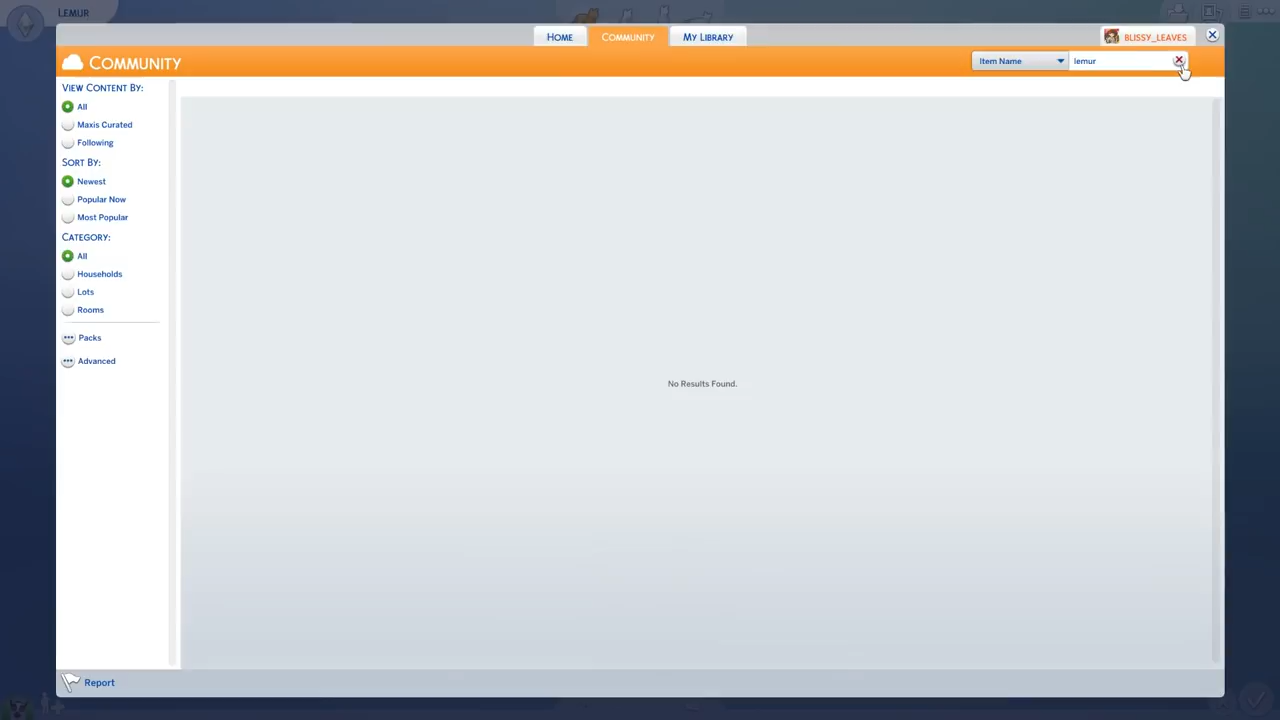 LEMUR
HOME
COMMUNITY
MY LIBRARY
BLISSY_LEAVES
COMMUNITY
Item Name
lemur
VIEW CONTENT BY:
All
Maxis Curated
Following
SORT BY:
Newest
Popular Now
Most Popular
CATEGORY:
All
Households
Lots
Rooms
Packs
Advanced
No Results Found.
Report